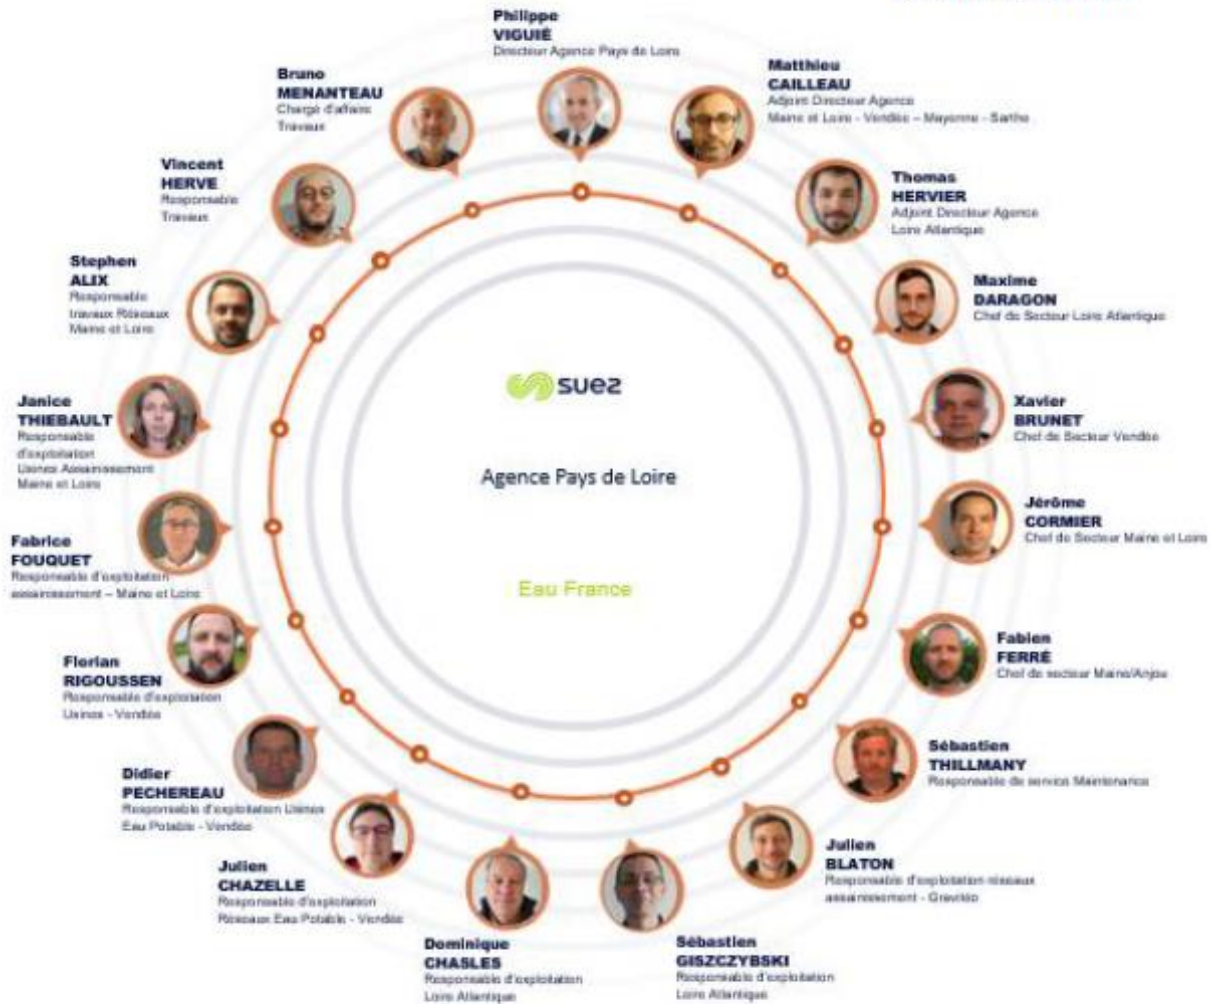 Philippe
VIGUIÉ
Directeur Agence Pays de Loire
Matthieu
CAILLEAU
Adjoint Directeur Agence
Maine et Loire - Vendée – Mayenne - Sarthe
Thomas
HERVIER
Adjoint Directeur Agence
Loire Atlantique
Maxime
DARAGON
Chef de Secteur Loire Atlantique
Xavier
BRUNET
Chef de Secteur Vendée
Jérôme
CORMIER
Chef de Secteur Maine et Loire
Fabien
FERRÉ
Chef de secteur Maine/Anjou
Sébastien
THILLMANY
Responsable de service Maintenance
Julien
BLATON
Responsable d'exploitation réseaux
assainissement - Gravitéo
Sébastien
GISZCZYBSKI
Responsable d'exploitation
Loire Atlantique
Dominique
CHASLES
Responsable d'exploitation
Loire Atlantique
Julien
CHAZELLE
Responsable d'exploitation
Réseaux Eau Potable - Vendée
Didier
PECHEREAU
Responsable d'exploitation Usines
Eau Potable - Vendée
Florian
RIGOUSSEN
Responsable d'exploitation
Usines - Vendée
Fabrice
FOUQUET
Responsable d'exploitation
assainissement – Maine et Loire
Janice
THIEBAULT
Responsable
d'exploitation
Usines Assainissement
Maine et Loire
Stephen
ALIX
Responsable
travaux Réseaux
Maine et Loire
Vincent
HERVE
Responsable
Travaux
Bruno
MENANTEAU
Chargé d'affaire
Travaux
suez
Agence Pays de Loire
Eau France